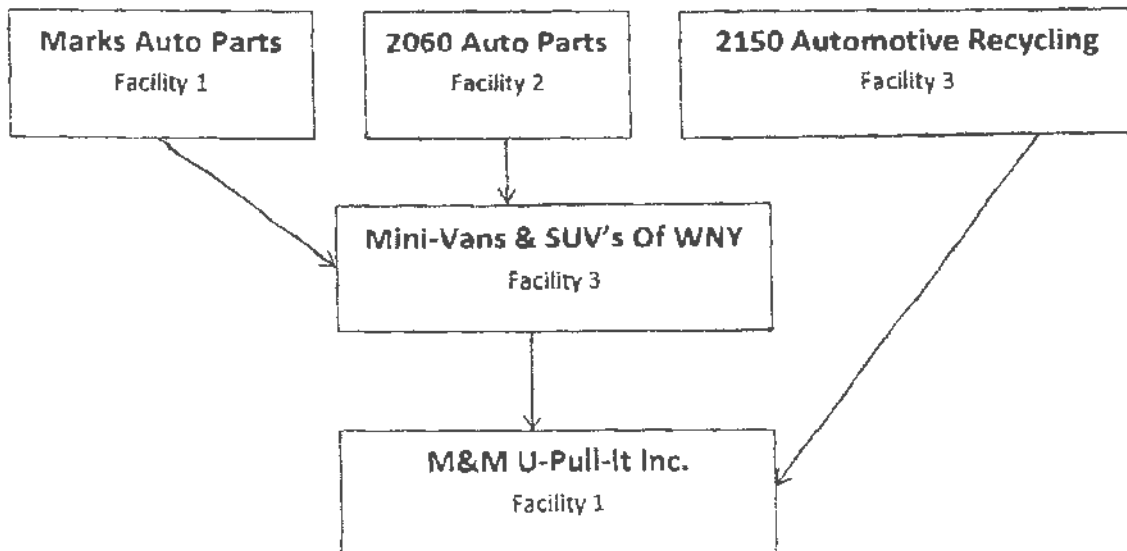 Marks Auto Parts
Facility 1
2060 Auto Parts
Facility 2
2150 Automotive Recycling
Facility 3
Mini-Vans & SUV's Of WNY
Facility 3
M&M U-Pull-It Inc.
Facility 1